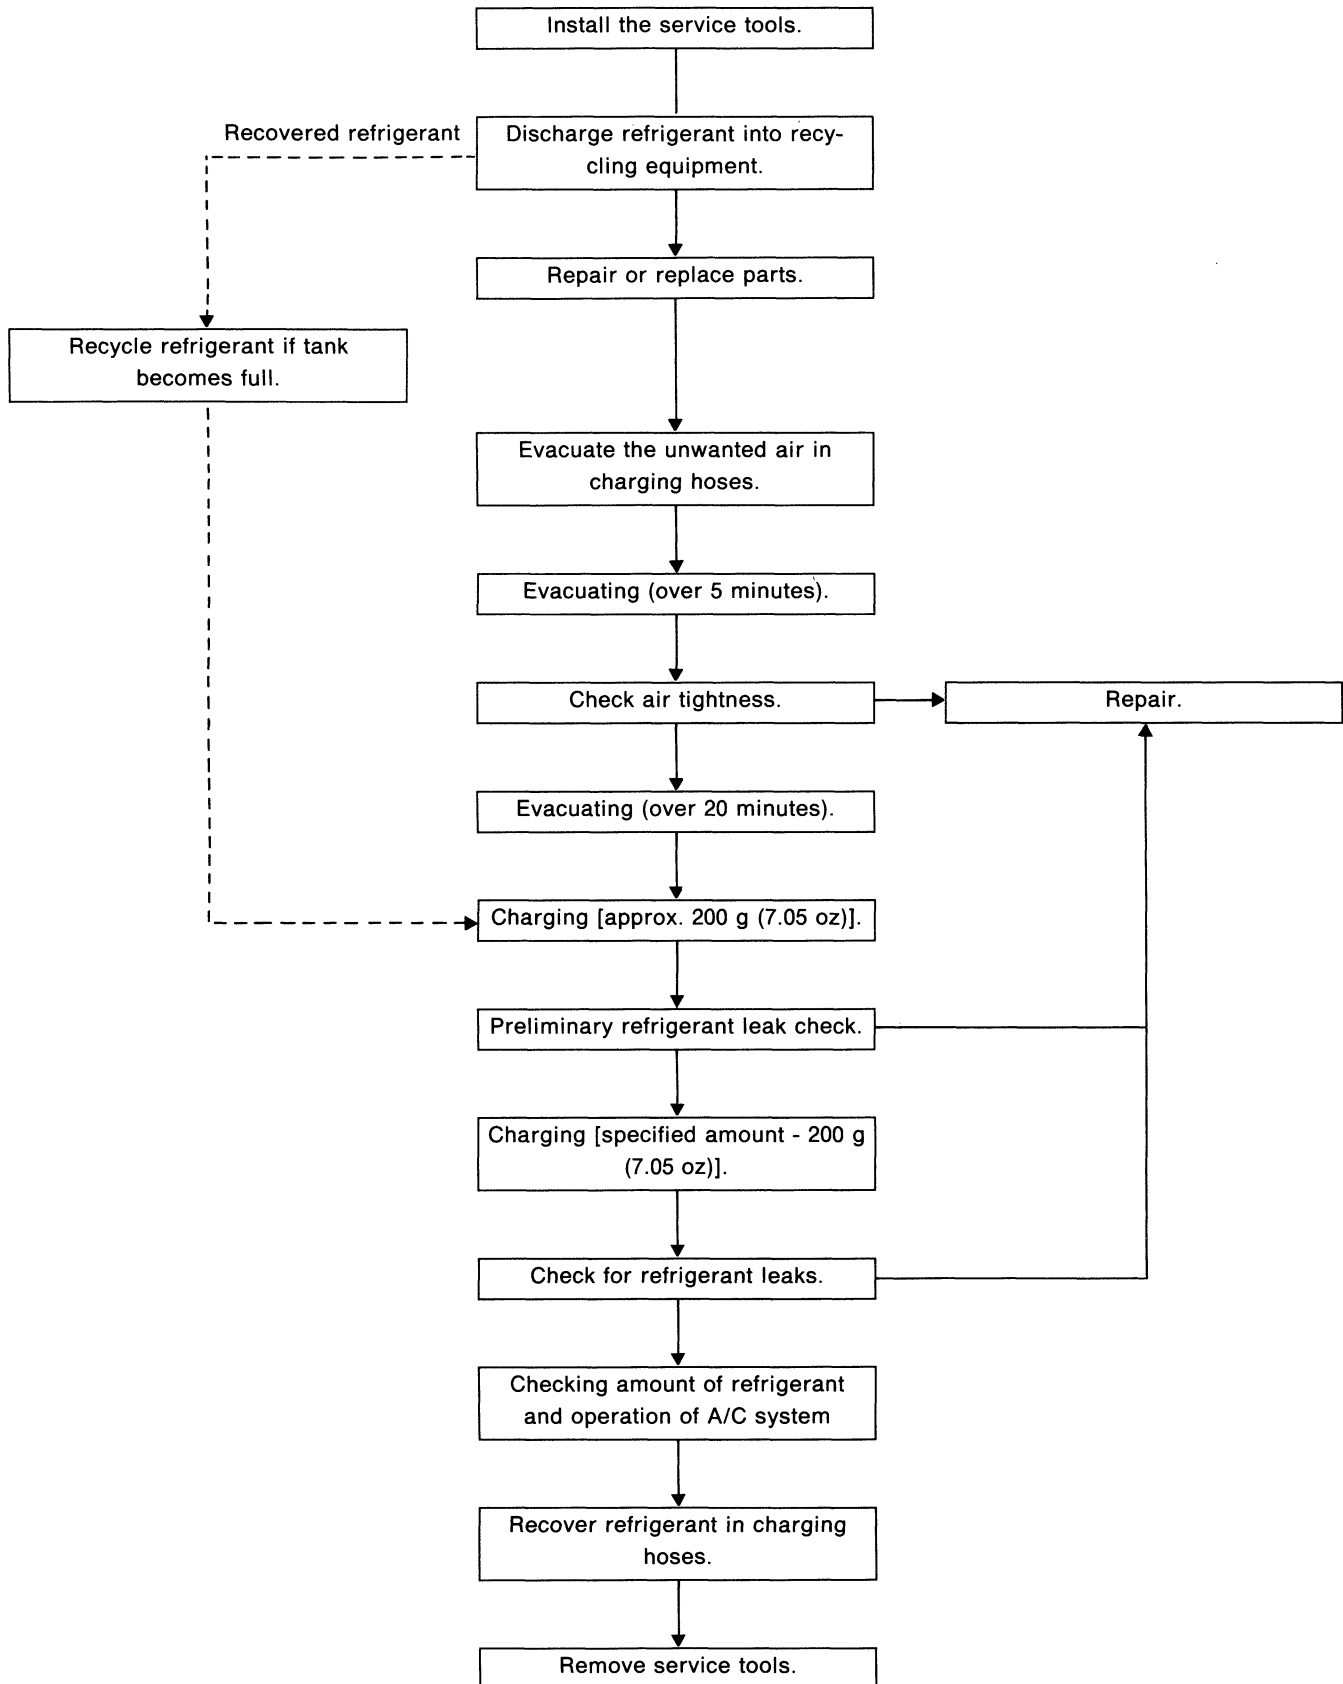 Install the service tools.
Recovered refrigerant
Discharge refrigerant into recy-
cling equipment.
Repair or replace parts.
Recycle refrigerant if tank
becomes full.
Evacuate the unwanted air in
charging hoses.
Evacuating (over 5 minutes).
Check air tightness.
Repair.
Evacuating (over 20 minutes).
Charging [approx. 200 g (7.05 oz)].
Preliminary refrigerant leak check.
Charging [specified amount - 200 g
(7.05 oz)].
Check for refrigerant leaks.
Checking amount of refrigerant
and operation of A/C system
Recover refrigerant in charging
hoses.
Remove service tools.